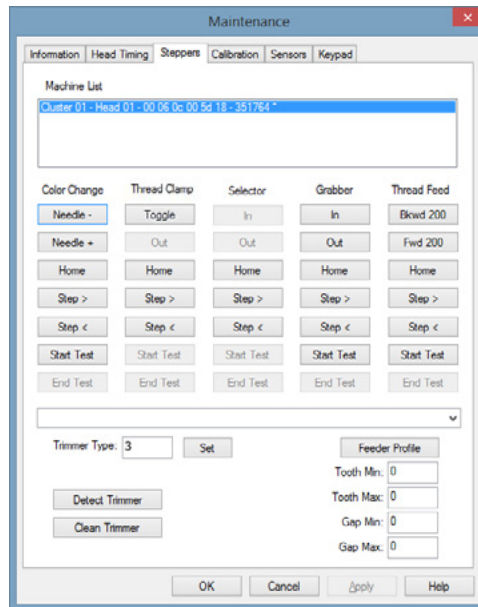 Maintenance
Information Head Timing Steppers Calibration Sensors Keypad
Machine List
Cluster 01 - Head 01 - 00 06 0c 00 5d 18 - 351764 *
Color Change Thread Clamp Selector Grabber Thread Feed
Needle - Toggle In In Bkwd 200
Needle + Out Out Out Fwd 200
Home Home Home Home Home
Step > Step > Step > Step > Step >
Step < Step < Step < Step < Step <
Start Test Start Test Start Test Start Test Start Test
End Test End Test End Test End Test End Test
Trimmer Type: 3 Set Feeder Profile
Tooth Min: 0
Detect Trimmer Tooth Max: 0
Clean Trimmer Gap Min: 0
Gap Max: 0
OK Cancel Apply Help